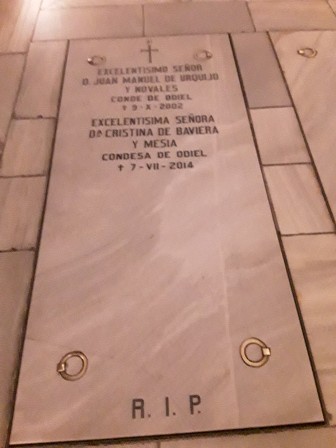 EXCELENTISIMO SEÑOR
D. JUAN MANUEL DE URQUIJO
Y NOVALES
CONDE DE ODIEL
† 9-X-2002
EXCELENTISIMA SEÑORA
Dª CRISTINA DE BAVIERA
Y MESIA
CONDESA DE ODIEL
† 7-VII-2014
R. I. P.